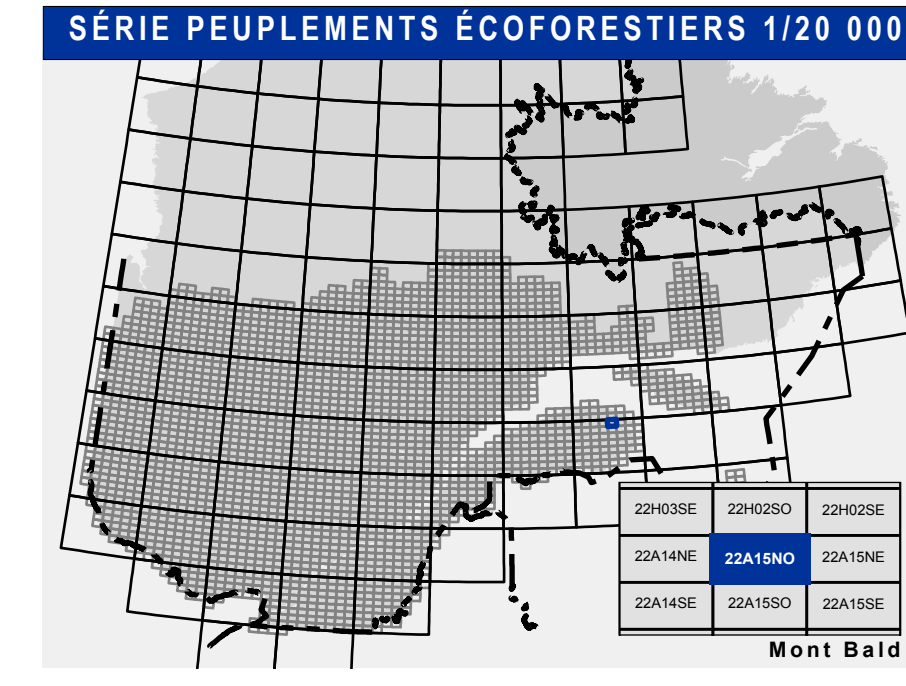 SÉRIE PEUPLEMENTS ÉCOFORESTIERS 1/20 000
22H03SE 22H02SO 22H02SE
22A14NE 22A15NO 22A15NE
22A14SE 22A15SO 22A15SE
Mont Bald